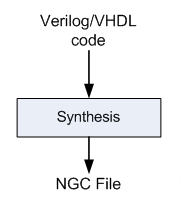 Verilog/VHDL
code
Synthesis
NGC File